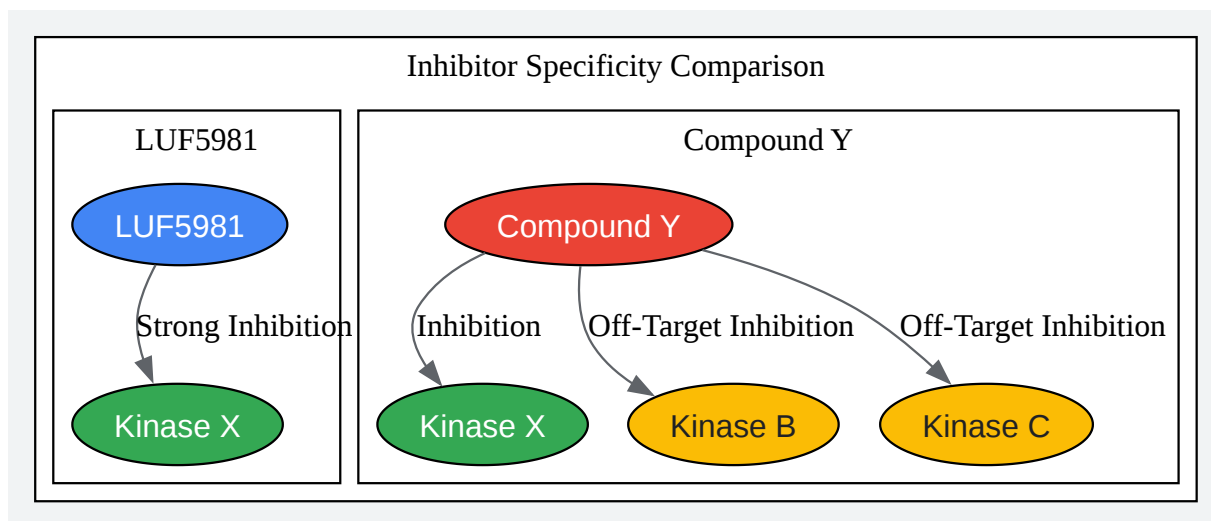 Inhibitor Specificity Comparison
LUF5981
Compound Y
LUF5981
Compound Y
Strong Inhibition
Inhibition
Off-Target Inhibition
Off-Target Inhibition
Kinase X
Kinase X
Kinase B
Kinase C